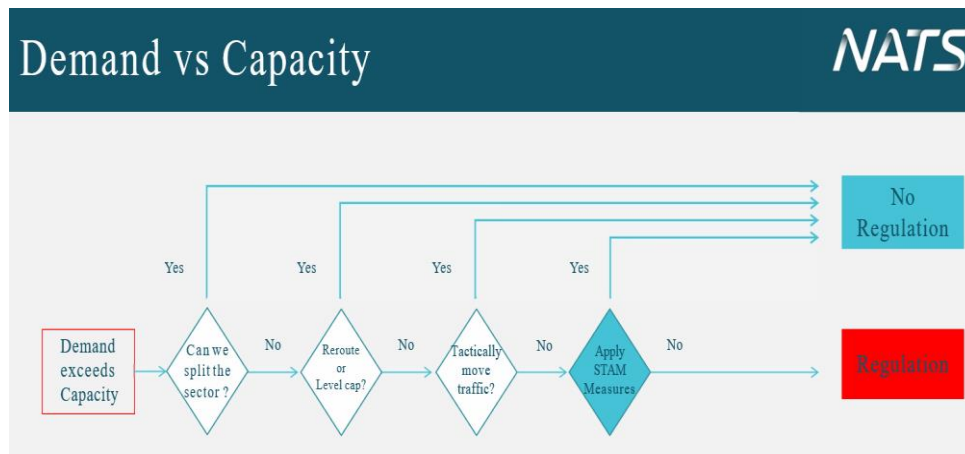 Demand vs Capacity
NATS
No
Regulation
Yes
Yes
Yes
Yes
Demand
exceeds
Capacity
Can we
split the
sector ?
No
Reroute
or
Level cap?
No
Tactically
move
traffic?
No
Apply
STAM
Measures
No
Regulation